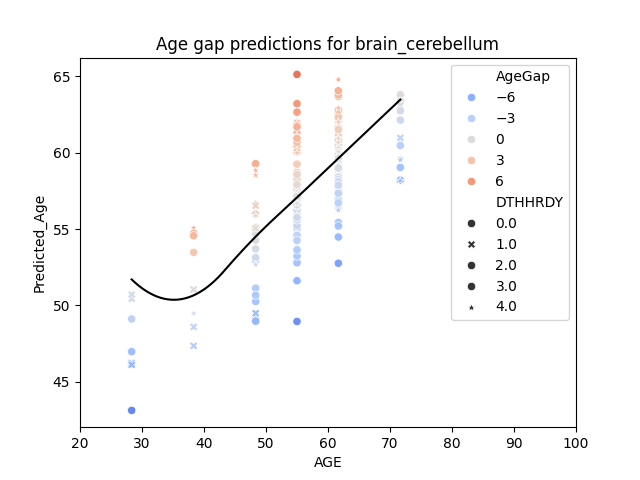 Age gap predictions for brain_cerebellum
AgeGap
−6
−3
0
3
6
DTHHRDY
0.0
1.0
2.0
3.0
4.0
Predicted_Age
65
60
55
50
45
20 30 40 50 60 70 80 90 100
AGE